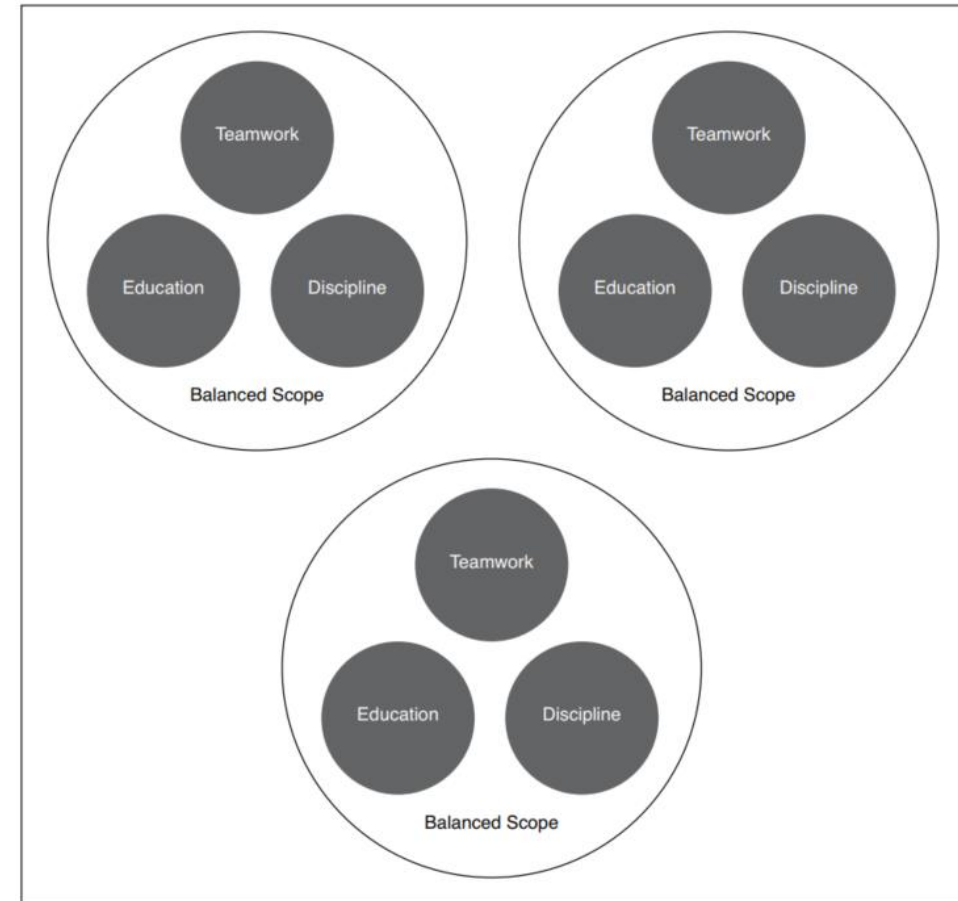 Teamwork
Education
Discipline
Balanced Scope
Teamwork
Education
Discipline
Balanced Scope
Teamwork
Education
Discipline
Balanced Scope